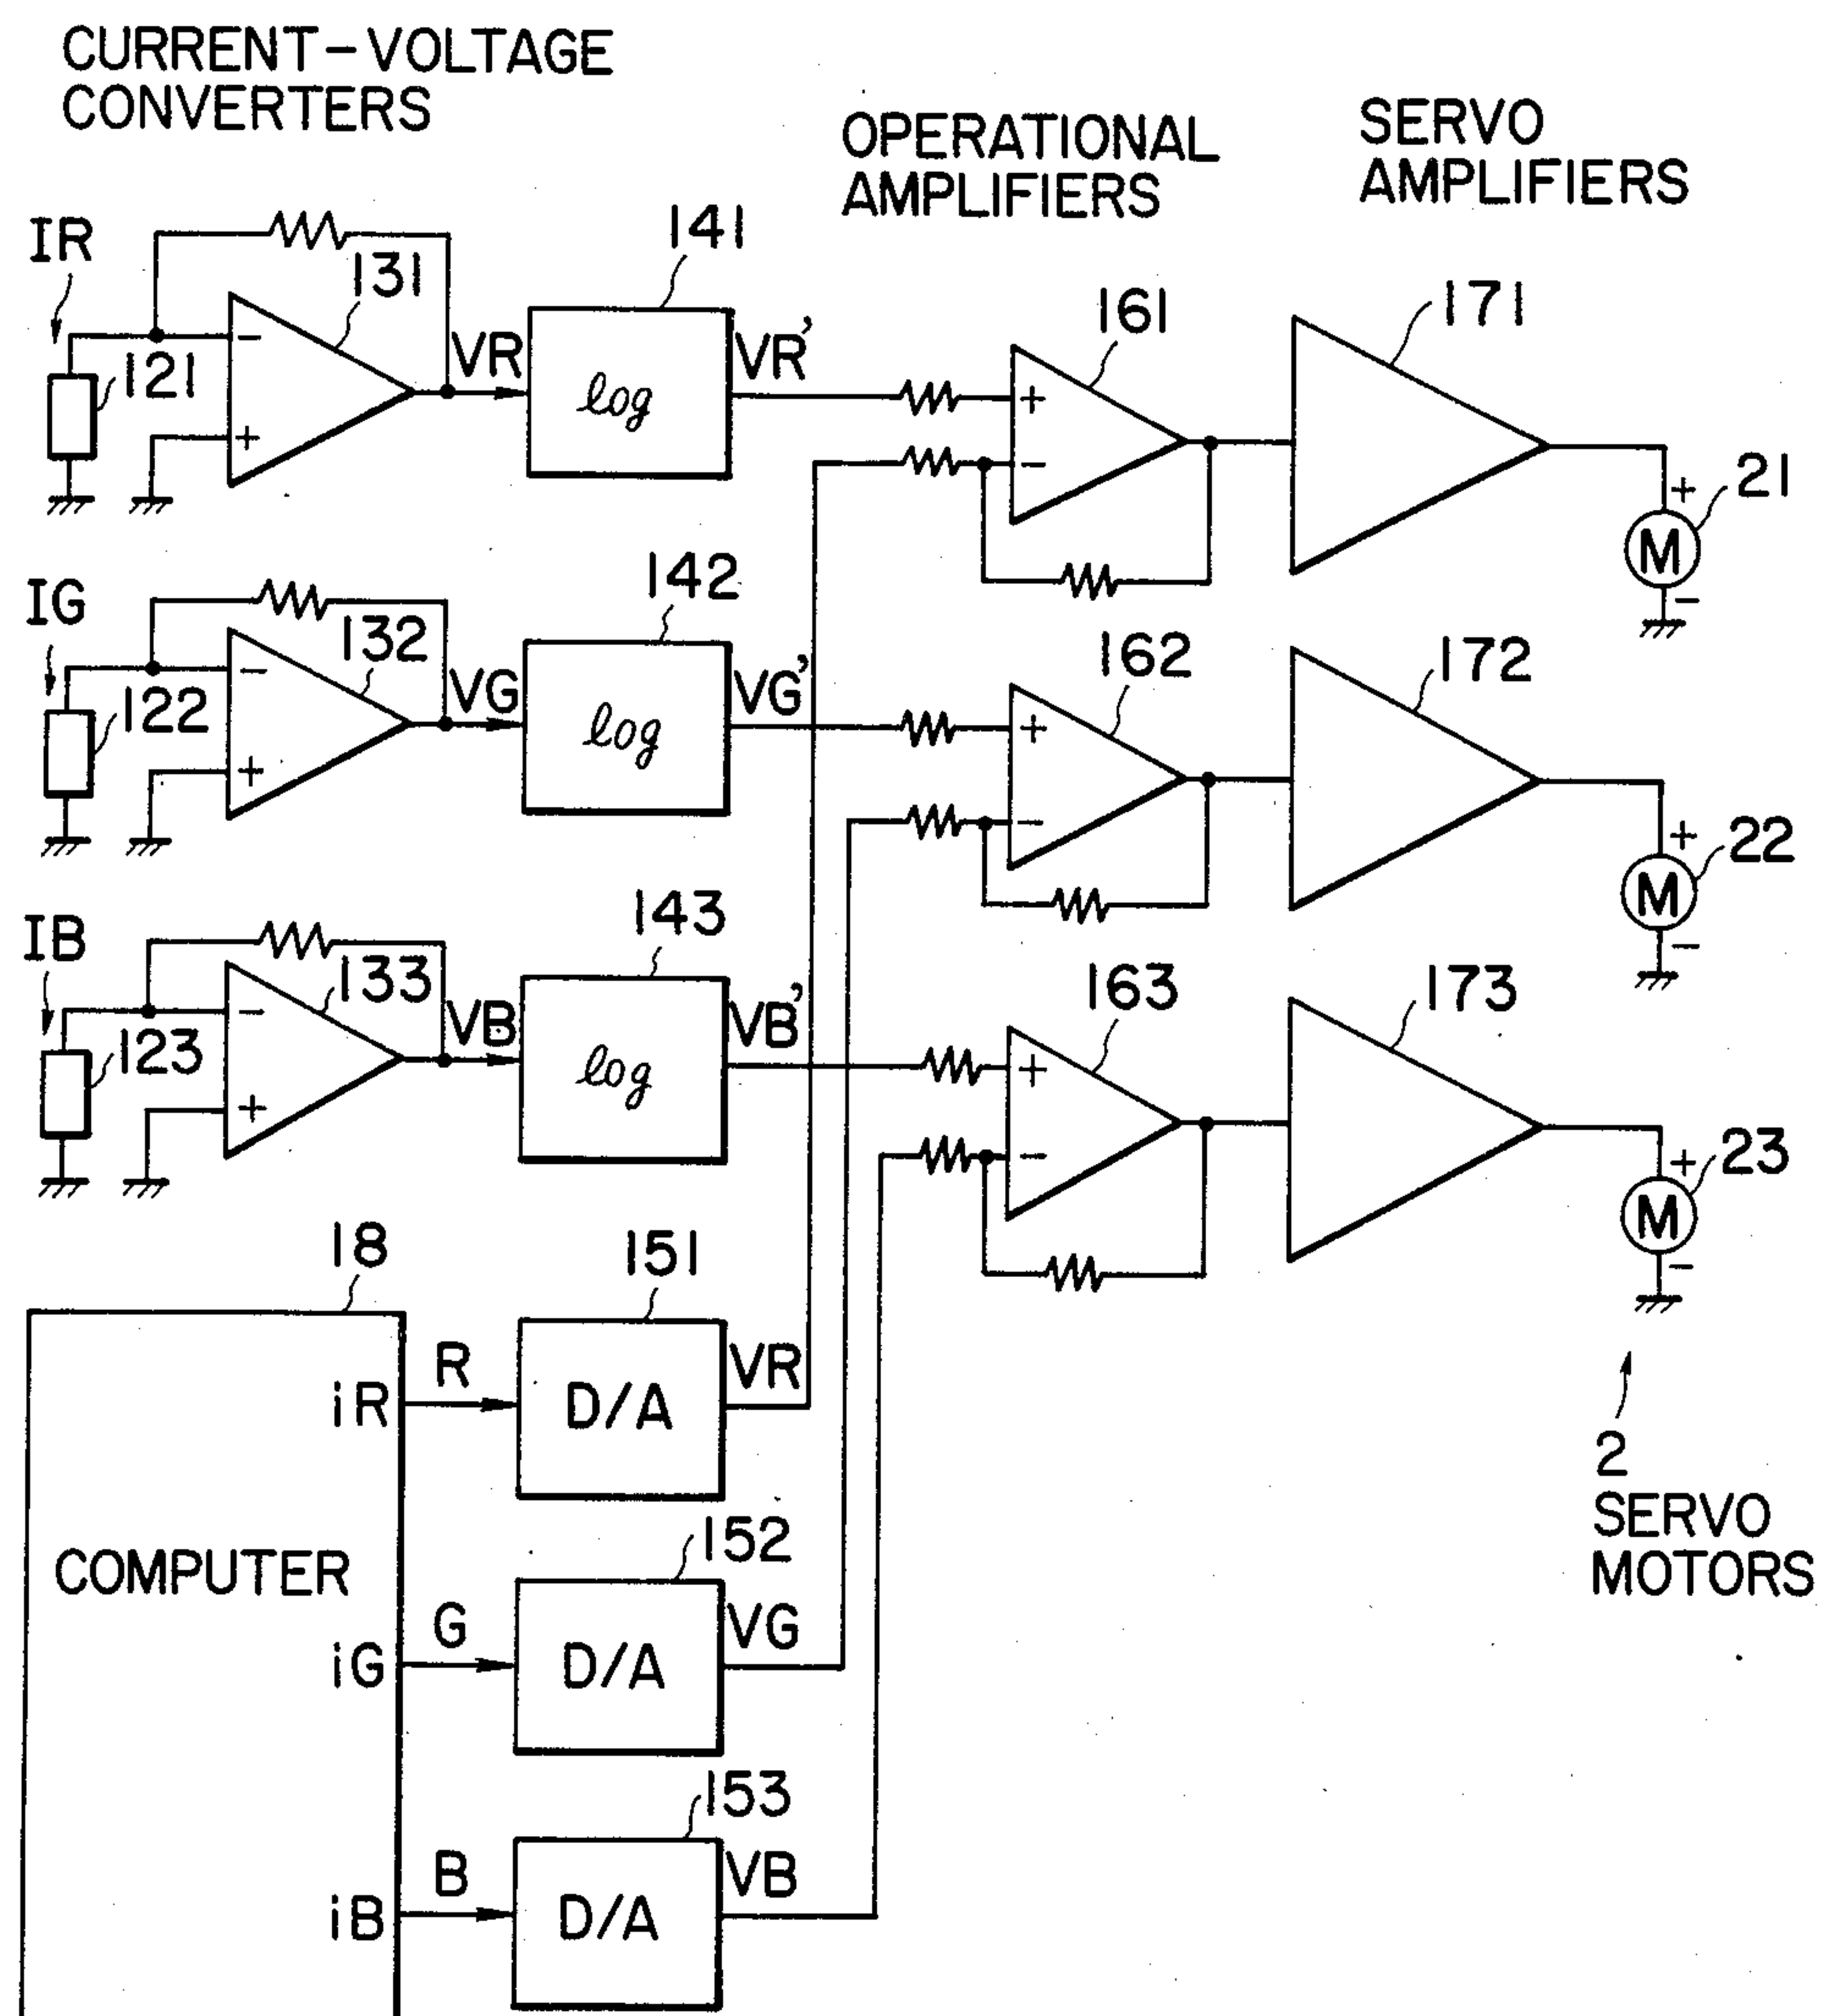 CURRENT-VOLTAGE
CONVERTERS
OPERATIONAL
AMPLIFIERS
SERVO
AMPLIFIERS
IR
131
141
121
-
+
VR
log
VR'
161
+
-
171
+
21
M
-
IG
132
142
122
-
+
VG
log
VG'
162
+
-
172
+
22
M
-
IB
133
143
123
-
+
VB
log
VB'
163
+
-
173
+
23
M
-
18
151
iR
R
D/A
VR
2
SERVO
MOTORS
COMPUTER
152
iG
G
D/A
VG
153
iB
B
D/A
VB